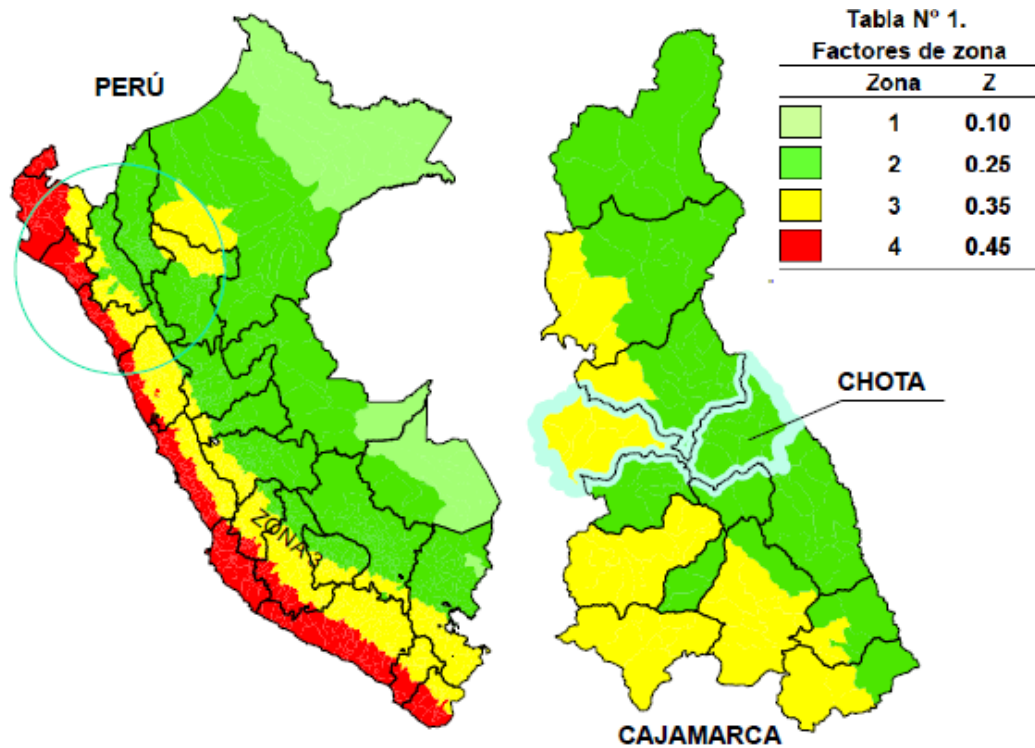 PERÚ
ZONA 3
CHOTA
CAJAMARCA
Tabla N° 1.
Factores de zona
Zona Z
1 0.10
2 0.25
3 0.35
4 0.45